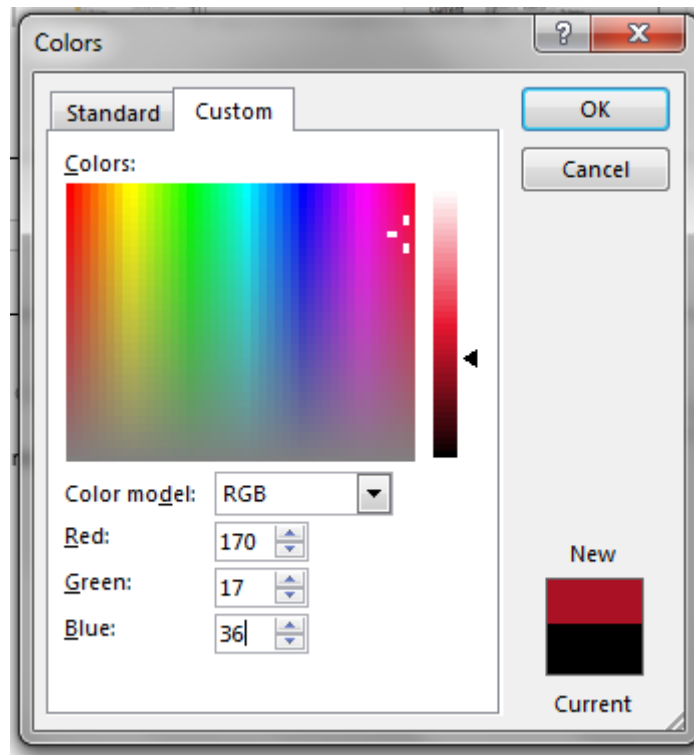 Colors
Standard Custom
OK
Cancel
Colors:
Color model: RGB
Red: 170
Green: 17
Blue: 36
New
Current